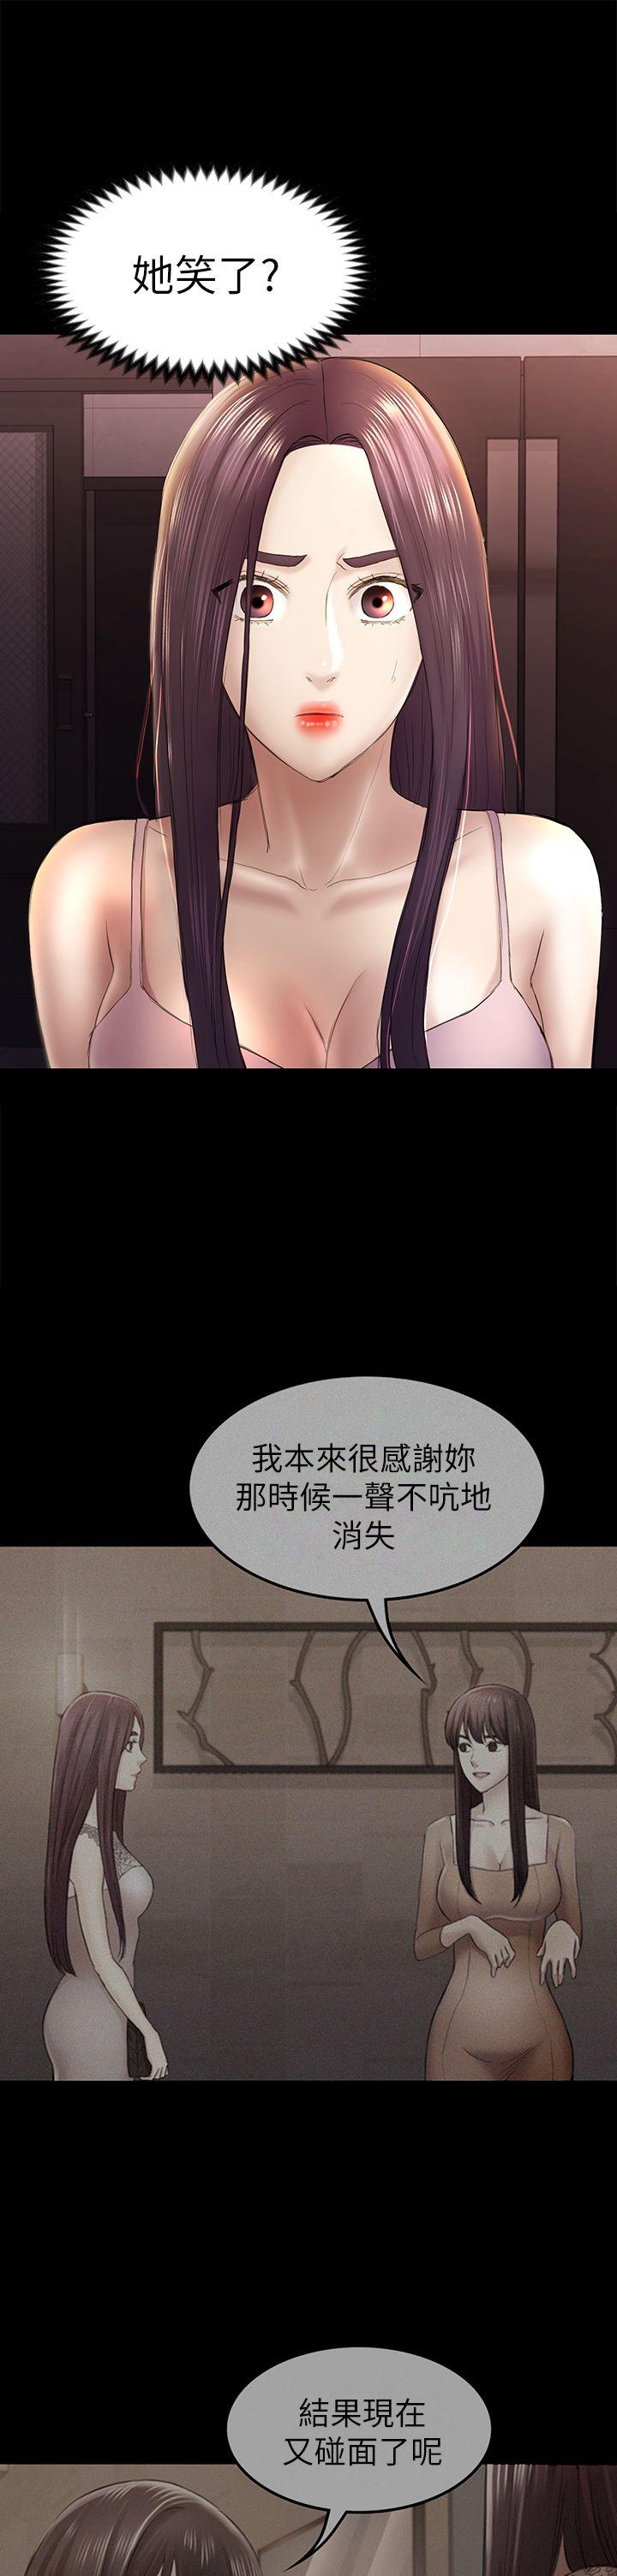 她笑了?
我本來很感謝妳
那時候一聲不吭地
消失
結果現在
又碰面了呢